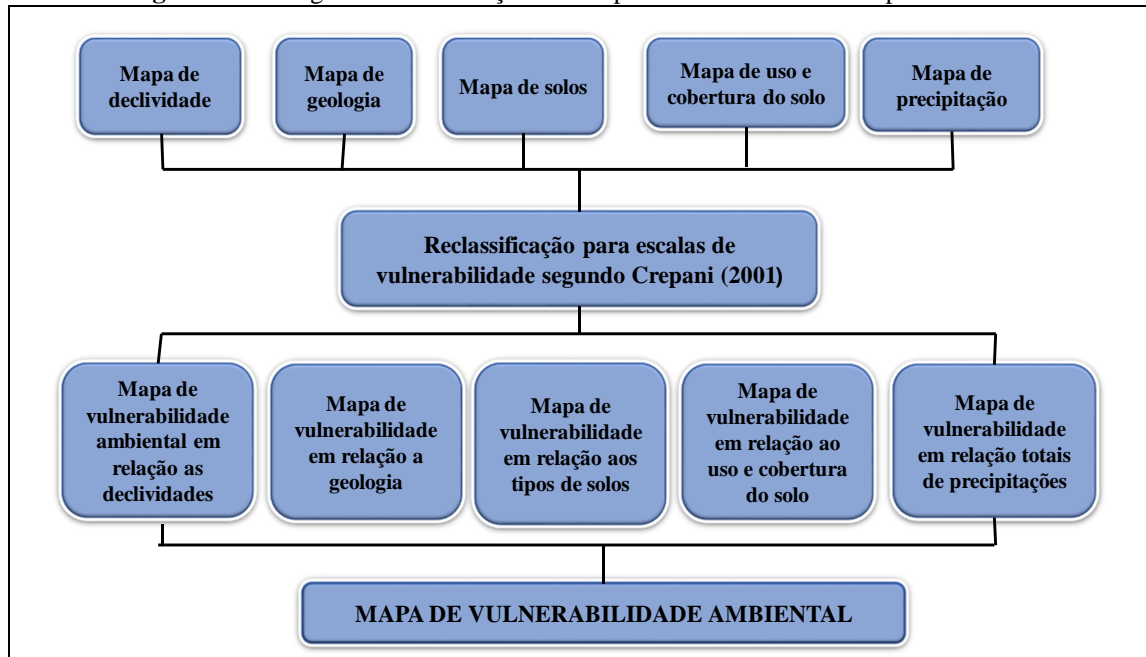 Mapa de
declividade
Mapa de
geologia
Mapa de solos
Mapa de uso e
cobertura do solo
Mapa de
precipitação
Reclassificação para escalas de
vulnerabilidade segundo Crepani (2001)
Mapa de
vulnerabilidade
ambiental em
relação as
declividades
Mapa de
vulnerabilidade
em relação a
geologia
Mapa de
vulnerabilidade
em relação aos
tipos de solos
Mapa de
vulnerabilidade
em relação ao
uso e cobertura
do solo
Mapa de
vulnerabilidade
em relação totais
de precipitações
MAPA DE VULNERABILIDADE AMBIENTAL